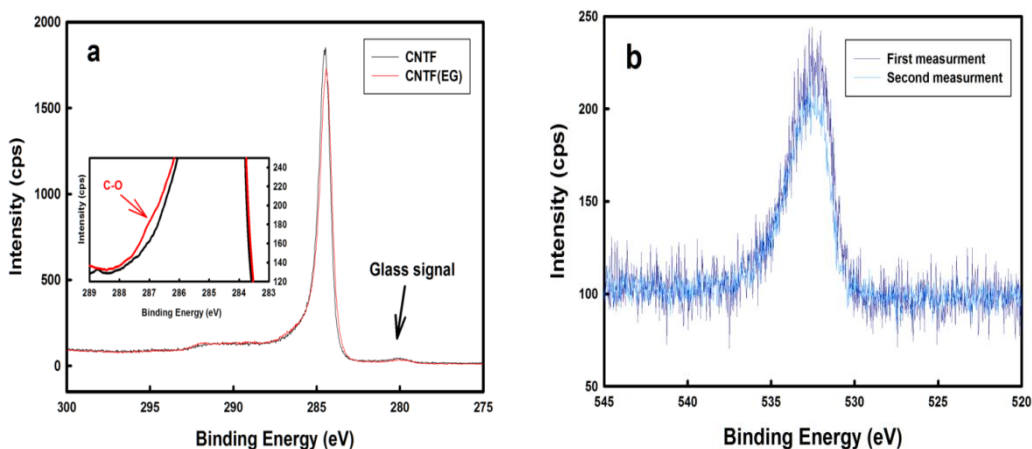 a
CNTF
CNTF(EG)
2000
1500
1000
500
0
Intensity (cps)
C-O
Intensity (cps)
240
220
200
180
160
140
120
289 288 287 286 285 284 283
Binding Energy (eV)
Glass signal
300 295 290 285 280 275
Binding Energy (eV)
b
First measurment
Second measurment
250
200
150
100
50
Intensity (cps)
545 540 535 530 525 520
Binding Energy (eV)